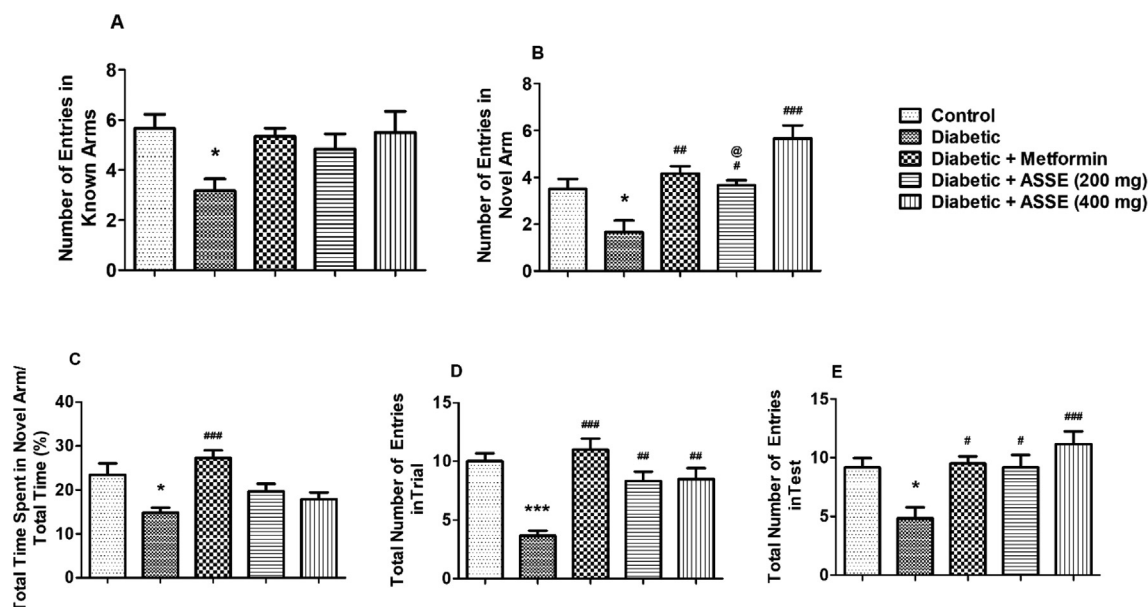 A
Number of Entries in
Known Arms
8
6
4
2
0
*
B
Number of Entries in
Novel Arm
8
6
4
2
0
*
##
@
#
###
Control
Diabetic
Diabetic + Metformin
Diabetic + ASSE (200 mg)
Diabetic + ASSE (400 mg)
C
Total Time Spent in Novel Arm/
Total Time (%)
40
30
20
10
0
*
###
D
Total Number of Entries
inTrial
15
10
5
0
***
###
##
##
E
Total Number of Entries
inTest
15
10
5
0
*
#
#
###